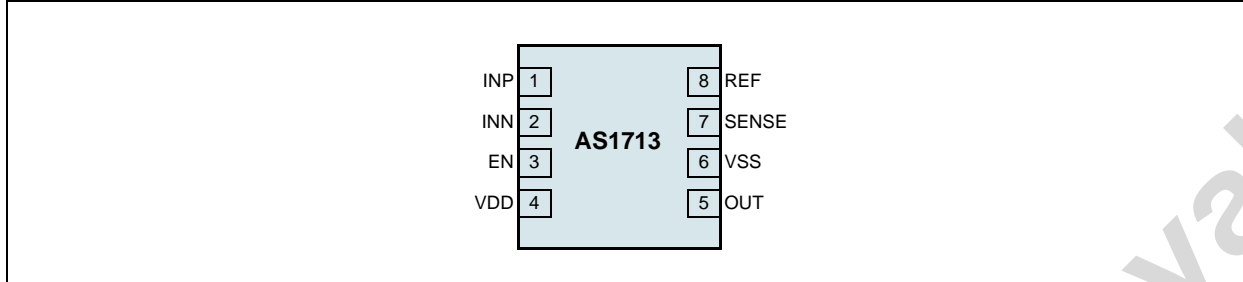 INP 1 8 REF
INN 2 7 SENSE
AS1713
EN 3 6 VSS
VDD 4 5 OUT